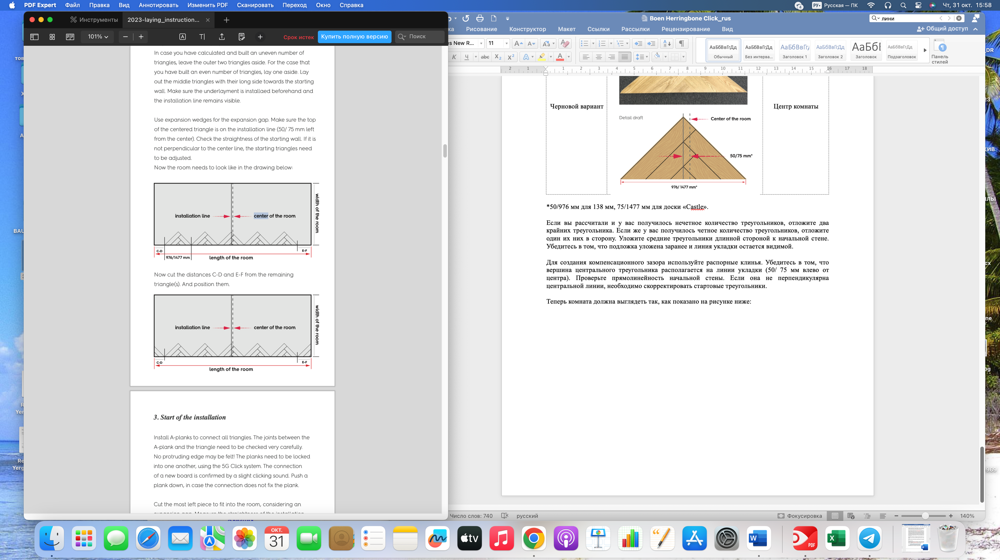 PDF Expert Файл Правка Вид Аннотировать Изменить PDF Сканировать Переход Окно Справка
4 РУ Русская — ПК Чт, 31 окт. 15:58
Инструменты 2023-laying_instruction...
101% Срок истек Купить полную версию Поиск
In case you have calculated and built an uneven number of
triangles, leave the outer two triangles aside. For the case that
you have built an even number of triangles, lay one aside. Lay
out the middle triangles with their long side towards the starting
wall. Make sure the underlayment is installaed beforehand and
the installation line remains visible.
Use expansion wedges for the expansion gap. Make sure the top
of the centered triangle is on the installation line (50/ 75 mm left
from the center). Check the straightness of the starting wall. If it is
not perpendicular to the center line, the starting triangles need
to be adjusted.
Now the room needs to look like in the drawing below:
installation line
center of the room
width of the room
C-D
E-F
976/1477 mm
length of the room
Now cut the distances C-D and E-F from the remaining
triangle(s). And position them.
installation line
center of the room
width of the room
C-D
E-F
length of the room
3. Start of the installation
Install A-planks to connect all triangles. The joints between the
A-plank and the triangle need to be checked very carefully.
No protruding edge may be felt! The planks need to be locked
into one another, using the 5G Click system. The connection
of a new board is confirmed by a slight clicking sound. Push a
plank down, in case the connection does not fix the plank.
Cut the most left piece to fit into the room, considering an
Boen Herringbone Click_rus
лини
ка Рисование Конструктор Макет Ссылки Рассылки Рецензирование Вид
Общий доступ
es New R... 11
К Ч abc X2 X2
АаБбВвГгДд АаБбВвГгДд АаБбВвГг АаБбВвГгДд АаБбВ АаБбВвГгДд
Обычный Без интерва... Заголовок 1 Заголовок 2 Заголовок Подзаголовок
Панель
стилей
2 1 1 2 3 4 5 6 7 8 9 10 11 12 13 14 15 16 17 18
Черновой вариант
Центр комнаты
Detail draft
Center of the room
50/75 mm*
976/ 1477 mm*
*50/976 мм для 138 мм, 75/1477 мм для доски «Castle».
Если вы рассчитали и у вас получилось нечетное количество треугольников, отложите два
крайних треугольника. Если же у вас получилось четное количество треугольников, отложите
один их них в сторону. Уложите средние треугольники длинной стороной к начальной стене.
Убедитесь в том, что подложка уложена заранее и линия укладки остается видимой.
Для создания компенсационного зазора используйте распорные клинья. Убедитесь в том, что
вершина центрального треугольника располагается на линии укладки (50/ 75 мм влево от
центра). Проверьте прямолинейность начальной стены. Если она не перпендикулярна
центральной линии, необходимо скорректировать стартовые треугольники.
Теперь комната должна выглядеть так, как показано на рисунке ниже:
Число слов: 740 русский Фокусировка 140%
тов
BAU
Re
Yerg
_DR
23
969
ОКТ.
31
tv
W
PDF
X